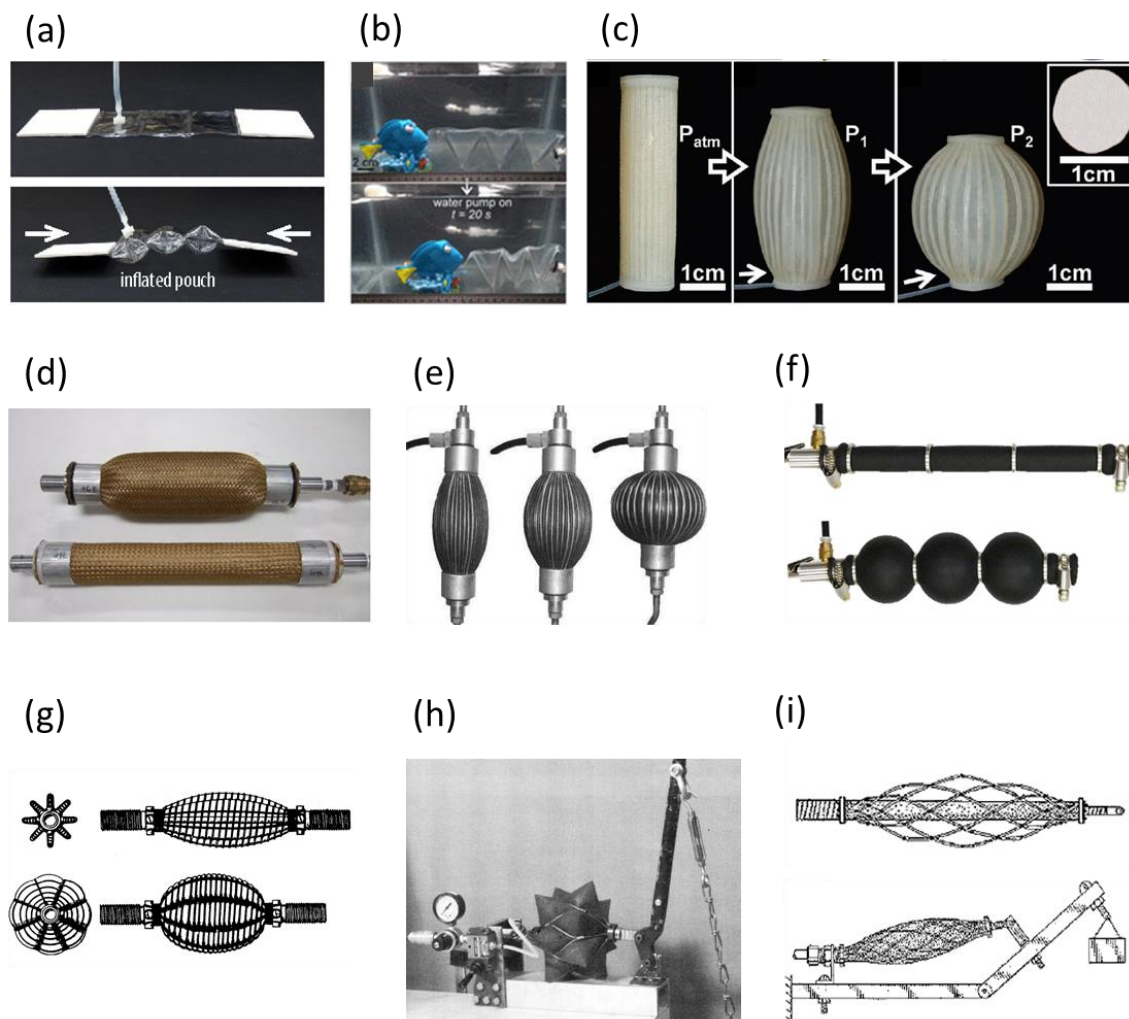 (a)
(b)
(c)
inflated pouch
2 cm
water pump on
t = 20 s
P_atm
P_1
P_2
1cm
1cm
1cm
1cm
(d)
(e)
(f)
(g)
(h)
(i)